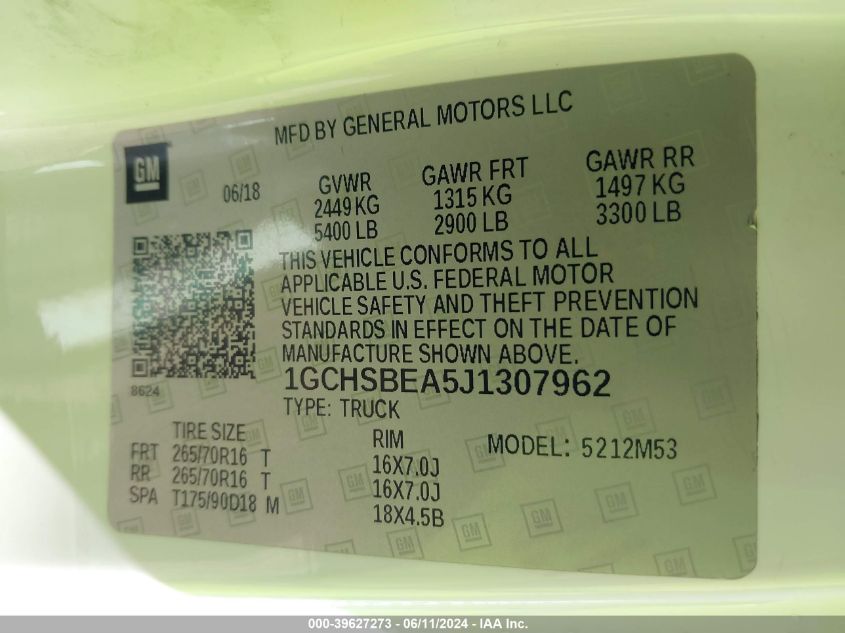 MFD BY GENERAL MOTORS LLC
GM
06/18
GVWR GAWR FRT GAWR RR
2449 KG 1315 KG 1497 KG
5400 LB 2900 LB 3300 LB
THIS VEHICLE CONFORMS TO ALL
APPLICABLE U.S. FEDERAL MOTOR
VEHICLE SAFETY AND THEFT PREVENTION
STANDARDS IN EFFECT ON THE DATE OF
MANUFACTURE SHOWN ABOVE.
8624
1GCHSBEA5J1307962
TYPE: TRUCK
TIRE SIZE RIM MODEL: 5212M53
FRT 265/70R16 T 16X7.0J
RR 265/70R16 T 16X7.0J
SPA T175/90D18 M 18X4.5B
000-39627273 - 06/11/2024 - IAA Inc.